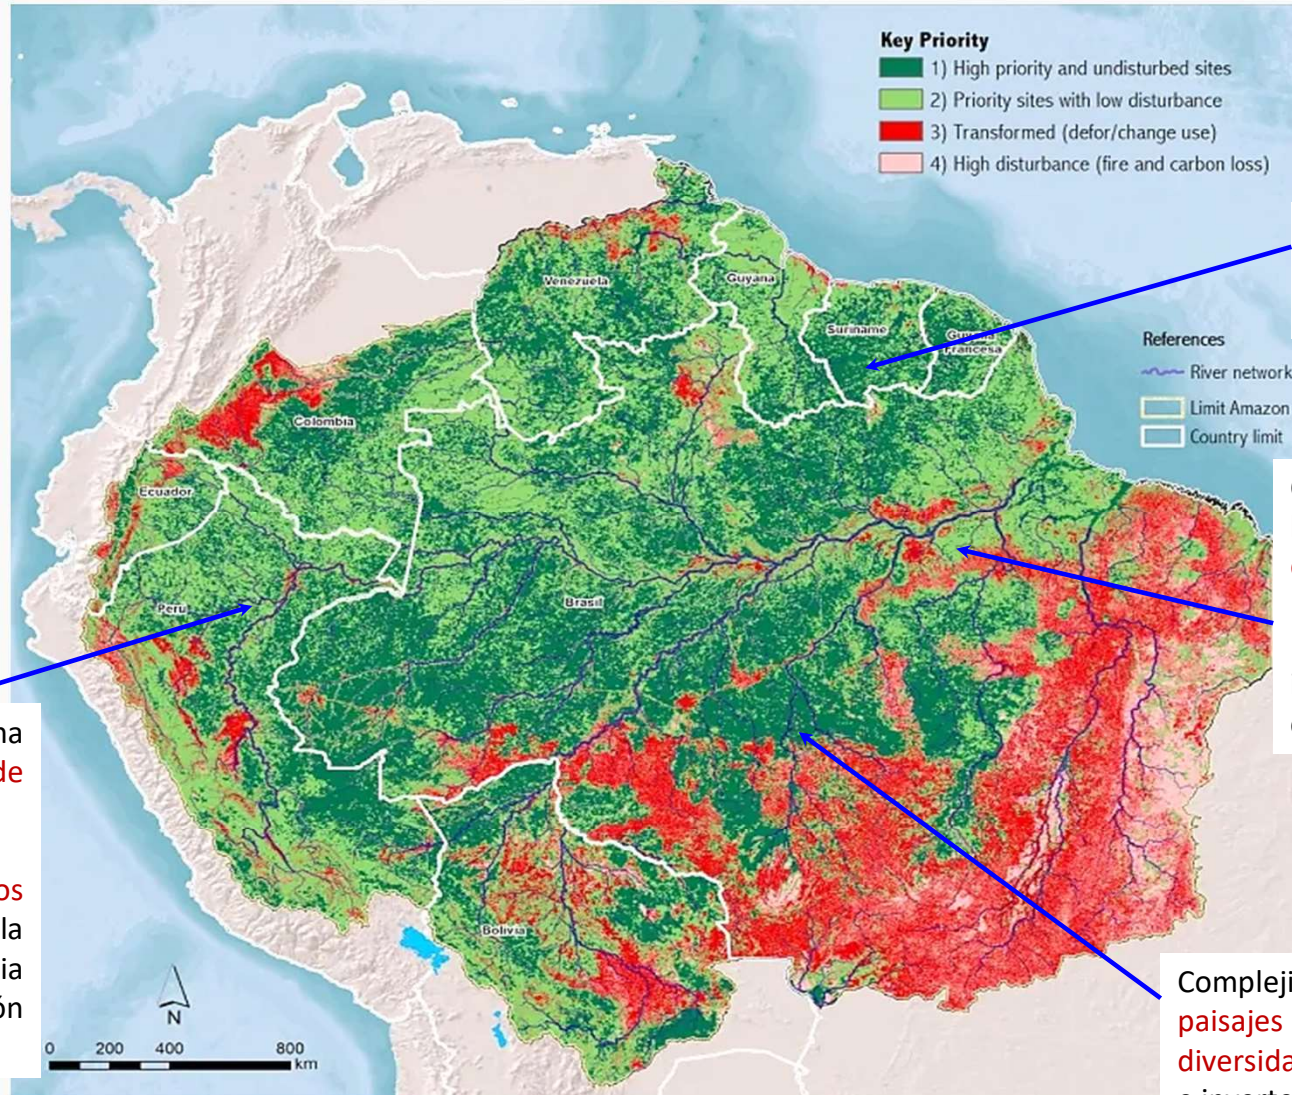 Key Priority
1) High priority and undisturbed sites
2) Priority sites with low disturbance
3) Transformed (defor/change use)
4) High disturbance (fire and carbon loss)
Venezuela
Guyana
Suriname
Guyana
Francesa
References
River network
Limit Amazon
Country limit
Colombia
Ecuador
Peru
Brasil
Bolivia
na
de
os
la
ia
ón
N
0 200 400 800
km
Compleji
paisajes
diversida